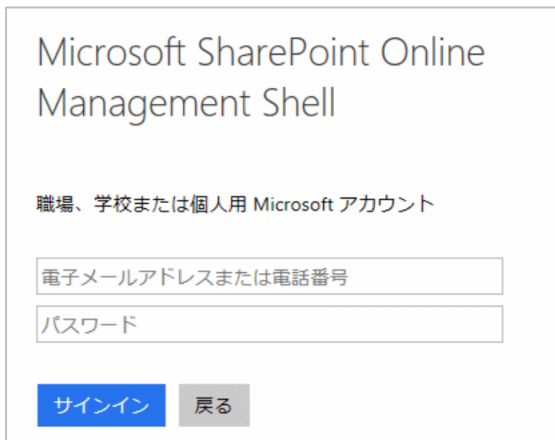 Microsoft SharePoint Online
Management Shell
職場、学校または個人用 Microsoft アカウント
電子メールアドレスまたは電話番号
パスワード
サインイン
戻る